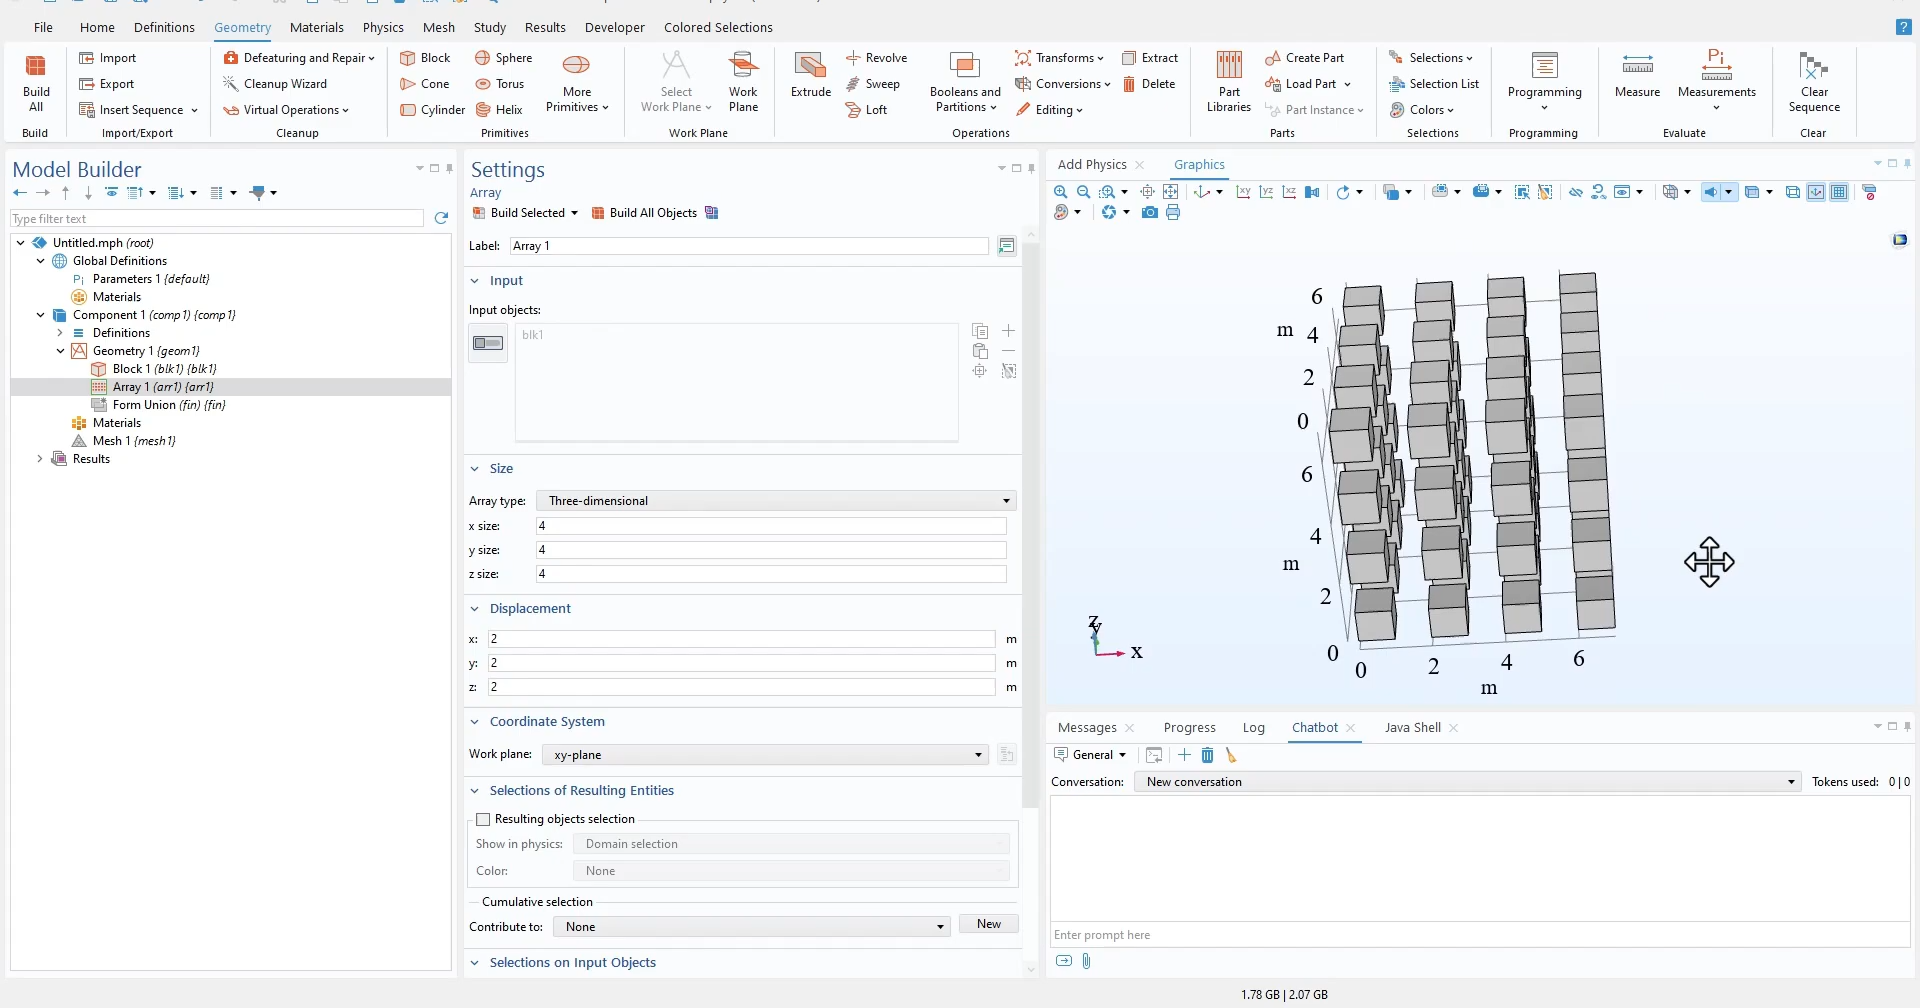 File Home Definitions Geometry Materials Physics Mesh Study Results Developer Colored Selections
Build All
Build
Import
Export
Insert Sequence
Import/Export
Defeaturing and Repair
Cleanup Wizard
Virtual Operations
Cleanup
Block Sphere
Cone Torus
Cylinder Helix
More Primitives
Primitives
Select Work Plane
Work Plane
Work Plane
Extrude
Revolve
Sweep
Loft
Booleans and Partitions
Transforms
Conversions
Editing
Extract
Delete
Operations
Part Libraries
Create Part
Load Part
Part Instance
Parts
Selections
Selection List
Colors
Selections
Programming
Programming
Measure
Pi
Measurements
Evaluate
Clear Sequence
Clear
Model Builder
Type filter text
Untitled.mph (root)
Global Definitions
Pi Parameters 1 {default}
Materials
Component 1 (comp1) {comp1}
Definitions
Geometry 1 {geom1}
Block 1 (blk1) {blk1}
Array 1 (arr1) {arr1}
Form Union (fin) {fin}
Materials
Mesh 1 {mesh1}
Results
Settings
Array
Build Selected Build All Objects
Label: Array 1
Input
Input objects:
blk1
Size
Array type: Three-dimensional
x size: 4
y size: 4
z size: 4
Displacement
x: 2 m
y: 2 m
z: 2 m
Coordinate System
Work plane: xy-plane
Selections of Resulting Entities
Resulting objects selection
Show in physics: Domain selection
Color: None
Cumulative selection
Contribute to: None New
Selections on Input Objects
Add Physics Graphics
xy yz xz
6
m 4
2
0
6
4
m
2
0
0 2 4 6
m
z
y
x
Messages Progress Log Chatbot Java Shell
General
Conversation: New conversation Tokens used: 0 | 0
Enter prompt here
1.78 GB | 2.07 GB